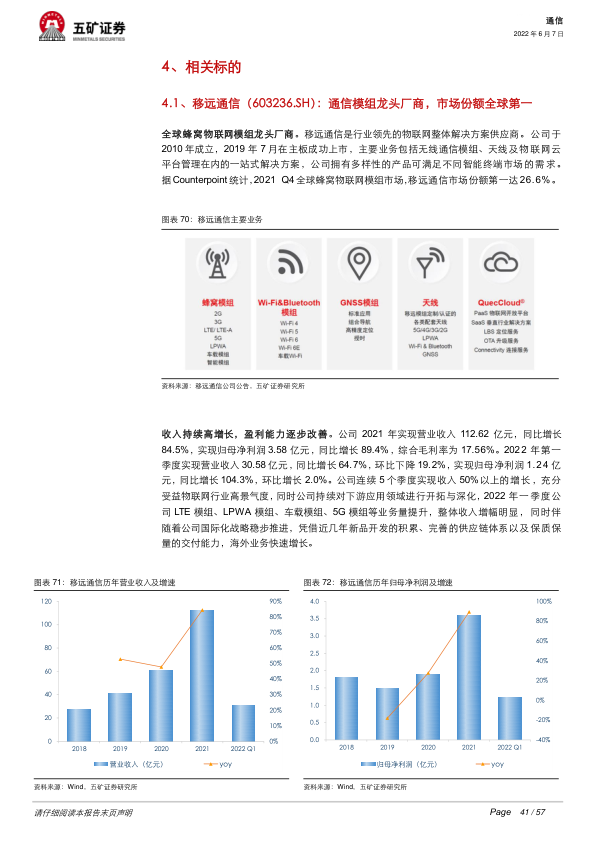 五矿证券
MINMETALS SECURITIES
通信
2022 年 6 月 7 日
4、相关标的
4.1、移远通信（603236.SH）：通信模组龙头厂商，市场份额全球第一
全球蜂窝物联网模组龙头厂商。移远通信是行业领先的物联网整体解决方案供应商。公司于
2010 年成立，2019 年 7 月在主板成功上市，主要业务包括无线通信模组、天线及物联网云
平台管理在内的一站式解决方案，公司拥有多样性的产品可满足不同智能终端市场的需求。
据 Counterpoint 统计，2021 Q4 全球蜂窝物联网模组市场，移远通信市场份额第一达 26.6%。
图表 70：移远通信主要业务
蜂窝模组
2G
3G
LTE/ LTE-A
5G
LPWA
车载模组
智能模组
Wi-Fi&Bluetooth
模组
Wi-Fi 4
Wi-Fi 5
Wi-Fi 6
Wi-Fi 6E
车载Wi-Fi
GNSS模组
标准应用
组合导航
高精度定位
授时
天线
移远模组定制/认证的
各类配套天线
5G/4G/3G/2G
LPWA
Wi-Fi & Bluetooth
GNSS
QuecCloud©
PaaS 物联网开放平台
SaaS 垂直行业解决方案
LBS 定位服务
OTA 升级服务
Connectivity 连接服务
资料来源：移远通信公司公告，五矿证券研究所
收入持续高增长，盈利能力逐步改善。公司 2021 年实现营业收入 112.62 亿元，同比增长
84.5%，实现归母净利润 3.58 亿元，同比增长 89.4%，综合毛利率为 17.56%。2022 年第一
季度实现营业收入 30.58 亿元，同比增长 64.7%，环比下降 19.2%，实现归母净利润 1.24 亿
元，同比增长 104.3%，环比增长 2.0%。公司连续 5 个季度实现收入 50%以上的增长，充分
受益物联网行业高景气度，同时公司持续对下游应用领域进行开拓与深化，2022 年一季度公
司 LTE 模组、LPWA 模组、车载模组、5G 模组等业务量提升，整体收入增幅明显，同时伴
随着公司国际化战略稳步推进，凭借近几年新品开发的积累、完善的供应链体系以及保质保
量的交付能力，海外业务快速增长。
图表 71：移远通信历年营业收入及增速
120
100
80
60
40
20
0
90%
80%
70%
60%
50%
40%
30%
20%
10%
0%
2018 2019 2020 2021 2022 Q1
营业收入（亿元） yoy
资料来源：Wind，五矿证券研究所
图表 72：移远通信历年归母净利润及增速
4.0
3.5
3.0
2.5
2.0
1.5
1.0
0.5
0.0
100%
80%
60%
40%
20%
0%
-20%
-40%
2018 2019 2020 2021 2022 Q1
归母净利润（亿元） yoy
资料来源：Wind，五矿证券研究所
请仔细阅读本报告末页声明
Page 41 / 57